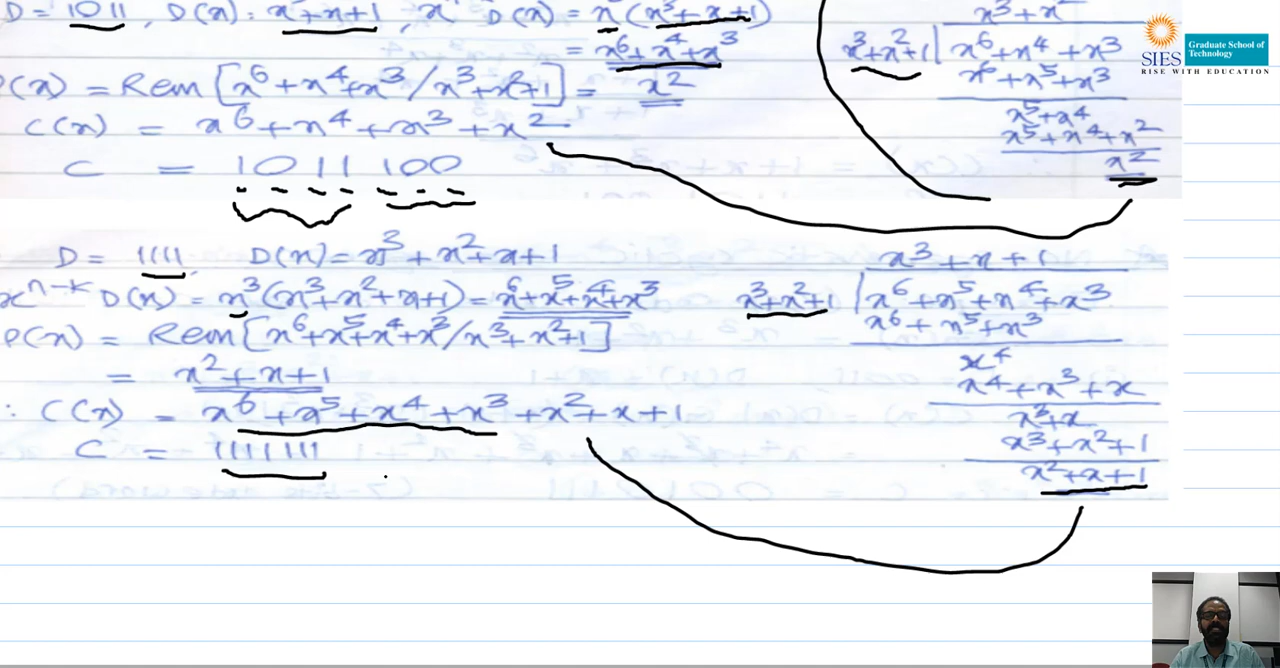 D = 1011, D(x) = x³+x+1, x³ D(x) = x³(x³+x+1)
= x⁶+x⁴+x³
P(x) = Rem [x⁶+x⁴+x³/x³+x²+1] = x²
C(x) = x⁶+x⁴+x³+x²
C = 1011 100
x³+x²
x³+x²+1 | x⁶+x⁴+x³
x⁶+x⁵+x³
x⁵+x⁴
x⁵+x⁴+x²
x²
SIES
Graduate School of
Technology
RISE WITH EDUCATION
D = 1111, D(x) = x³+x²+x+1
xⁿ⁻ᵏ D(x) = x³(x³+x²+x+1) = x⁶+x⁵+x⁴+x³
P(x) = Rem [x⁶+x⁵+x⁴+x³/x³+x²+1]
= x²+x+1
∴ C(x) = x⁶+x⁵+x⁴+x³+x²+x+1
C = 1111111
x³+x+1
x³+x²+1 | x⁶+x⁵+x⁴+x³
x⁶+x⁵+x³
x⁴
x⁴+x³+x
x³+x
x³+x²+1
x²+x+1